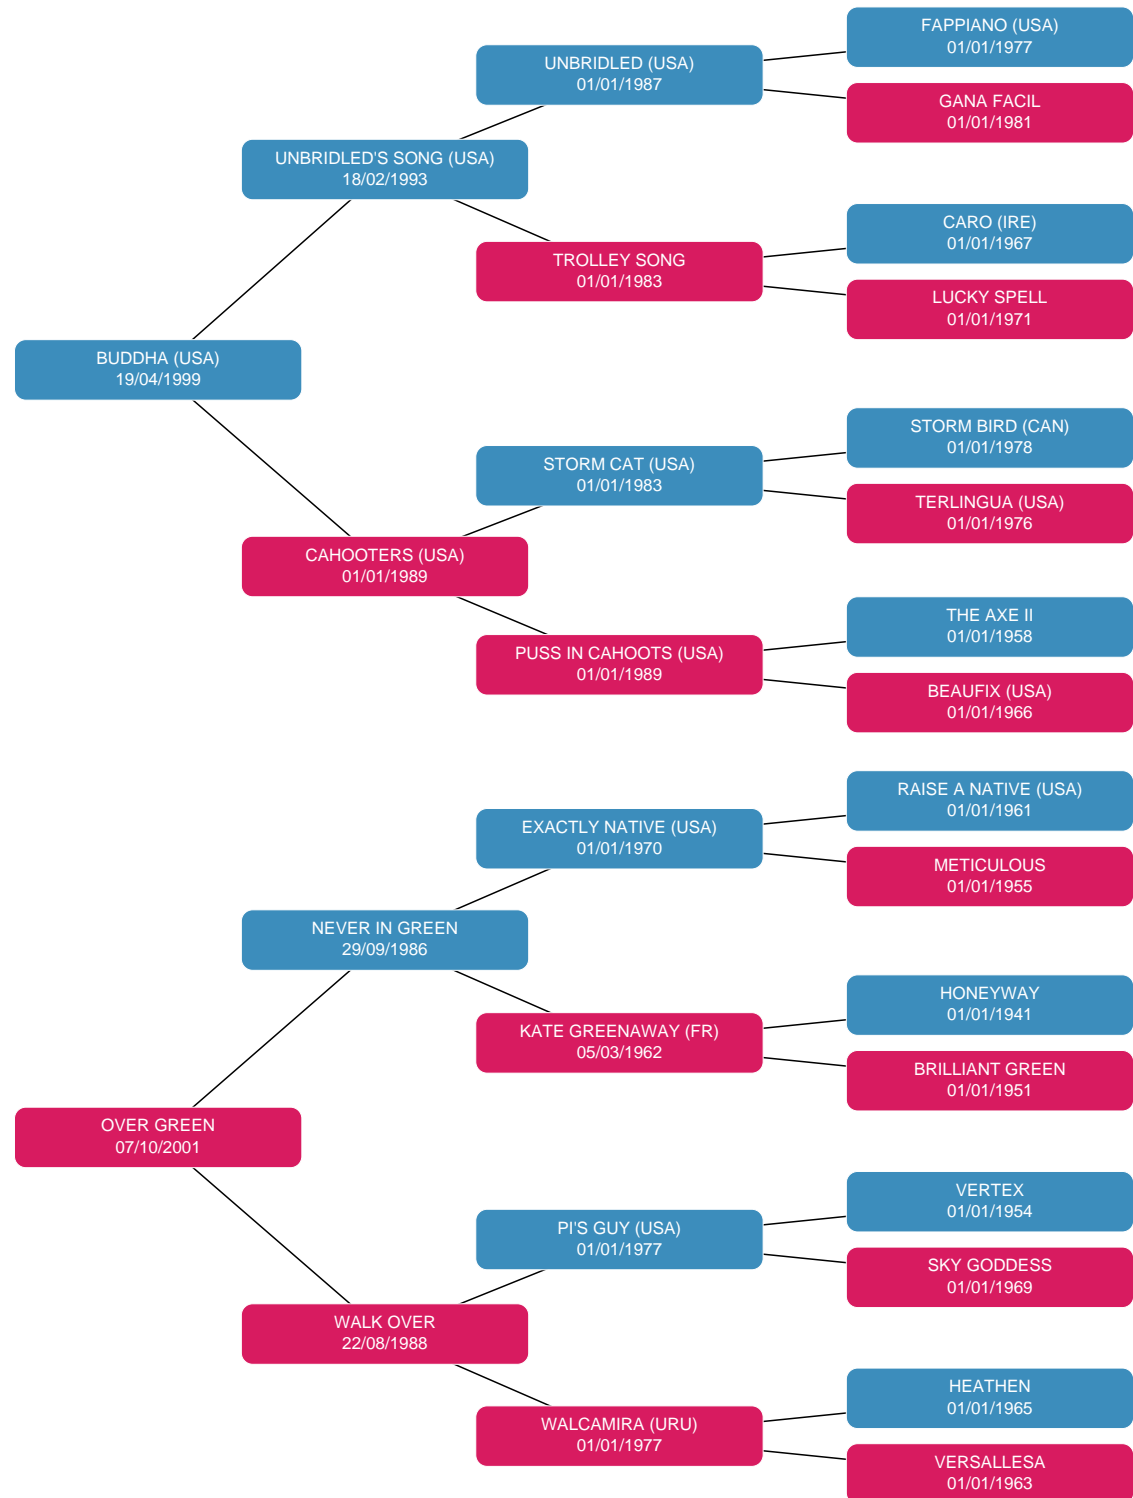 FAPPIANO (USA)
01/01/1977
UNBRIDLED (USA)
01/01/1987
GANA FACIL
01/01/1981
UNBRIDLED'S SONG (USA)
18/02/1993
CARO (IRE)
01/01/1967
TROLLEY SONG
01/01/1983
LUCKY SPELL
01/01/1971
BUDDHA (USA)
19/04/1999
STORM BIRD (CAN)
01/01/1978
STORM CAT (USA)
01/01/1983
TERLINGUA (USA)
01/01/1976
CAHOOTERS (USA)
01/01/1989
THE AXE II
01/01/1958
PUSS IN CAHOOTS (USA)
01/01/1989
BEAUFIX (USA)
01/01/1966
RAISE A NATIVE (USA)
01/01/1961
EXACTLY NATIVE (USA)
01/01/1970
METICULOUS
01/01/1955
NEVER IN GREEN
29/09/1986
HONEYWAY
01/01/1941
KATE GREENAWAY (FR)
05/03/1962
BRILLIANT GREEN
01/01/1951
OVER GREEN
07/10/2001
VERTEX
01/01/1954
PI'S GUY (USA)
01/01/1977
SKY GODDESS
01/01/1969
WALK OVER
22/08/1988
HEATHEN
01/01/1965
WALCAMIRA (URU)
01/01/1977
VERSALLESA
01/01/1963